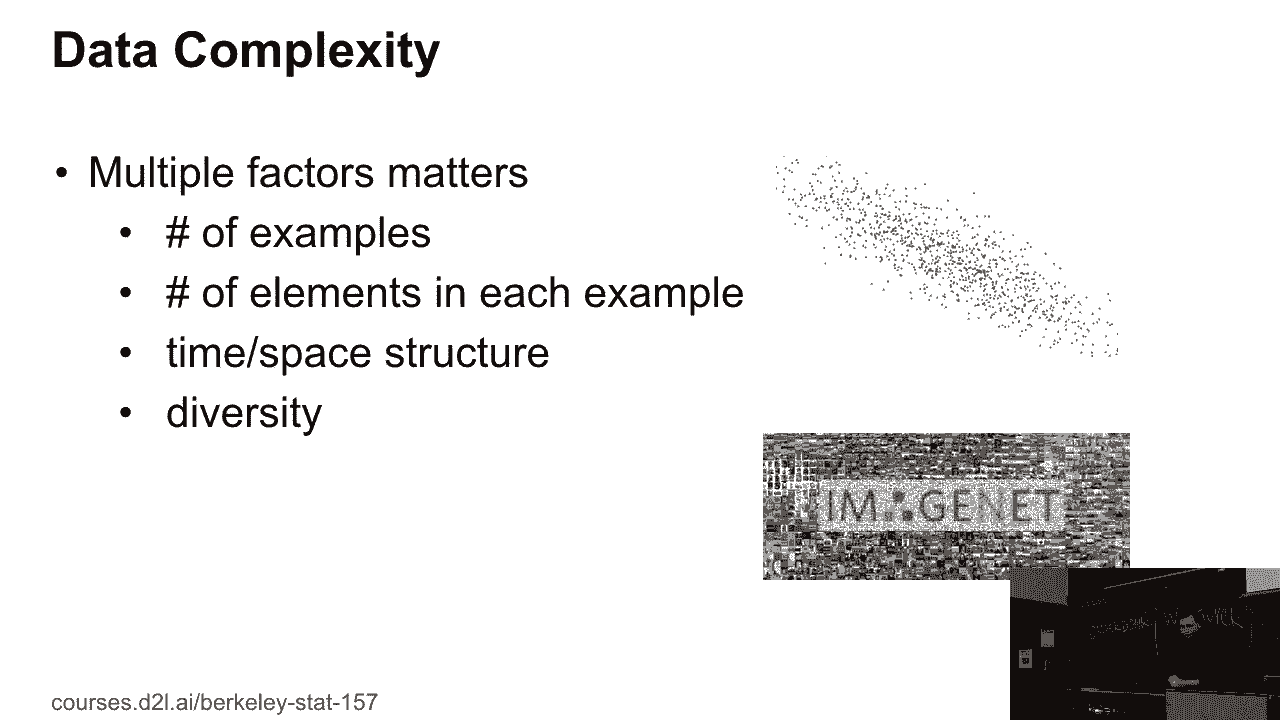 Data Complexity
• Multiple factors matters
• # of examples
• # of elements in each example
• time/space structure
• diversity
IMAGENET
courses.d2l.ai/berkeley-stat-157